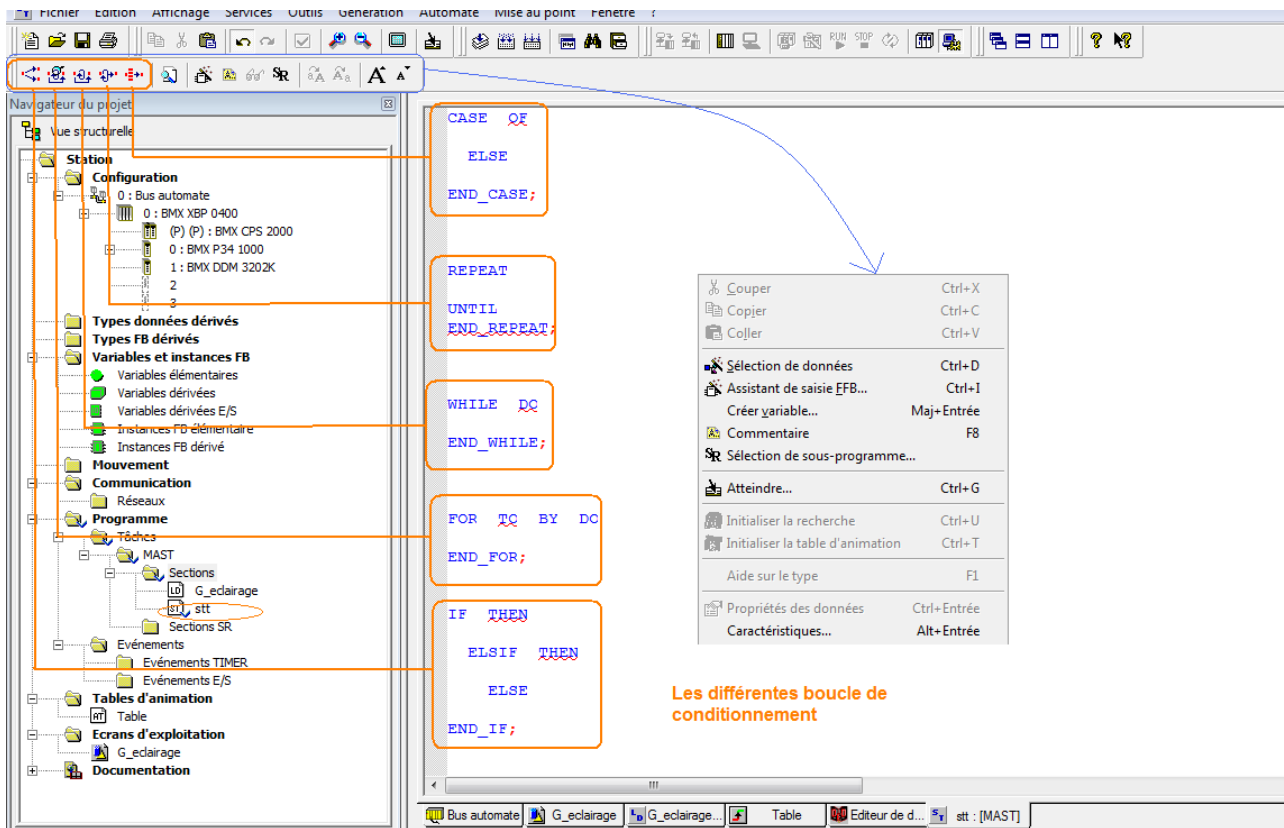 Fichier Edition Affichage Services Outils Génération Automate Mise au point Fenêtre ?
Navigateur du projet
Vue structurelle
Station
Configuration
0 : Bus automate
0 : BMX XBP 0400
(P) (P) : BMX CPS 2000
0 : BMX P34 1000
1 : BMX DDM 3202K
2
3
Types données dérivés
Types FB dérivés
Variables et instances FB
Variables élémentaires
Variables dérivées
Variables dérivées E/S
Instances FB élémentaire
Instances FB dérivé
Mouvement
Communication
Réseaux
Programme
Tâches
MAST
Sections
LD G_eclairage
ST stt
Sections SR
Evénements
Evénements TIMER
Evénements E/S
Tables d'animation
Table
Ecrans d'exploitation
G_eclairage
Documentation
CASE OF
ELSE
END_CASE;
REPEAT
UNTIL
END_REPEAT;
WHILE DO
END_WHILE;
FOR TO BY DO
END_FOR;
IF THEN
ELSIF THEN
ELSE
END_IF;
Couper Ctrl+X
Copier Ctrl+C
Coller Ctrl+V
Sélection de données Ctrl+D
Assistant de saisie FFB... Ctrl+I
Créer variable... Maj+Entrée
Commentaire F8
SR Sélection de sous-programme...
Atteindre... Ctrl+G
Initialiser la recherche Ctrl+U
Initialiser la table d'animation Ctrl+T
Aide sur le type F1
Propriétés des données Ctrl+Entrée
Caractéristiques... Alt+Entrée
Les différentes boucle de
conditionnement
Bus automate G_eclairage G_eclairage... Table Editeur de d... stt : [MAST]